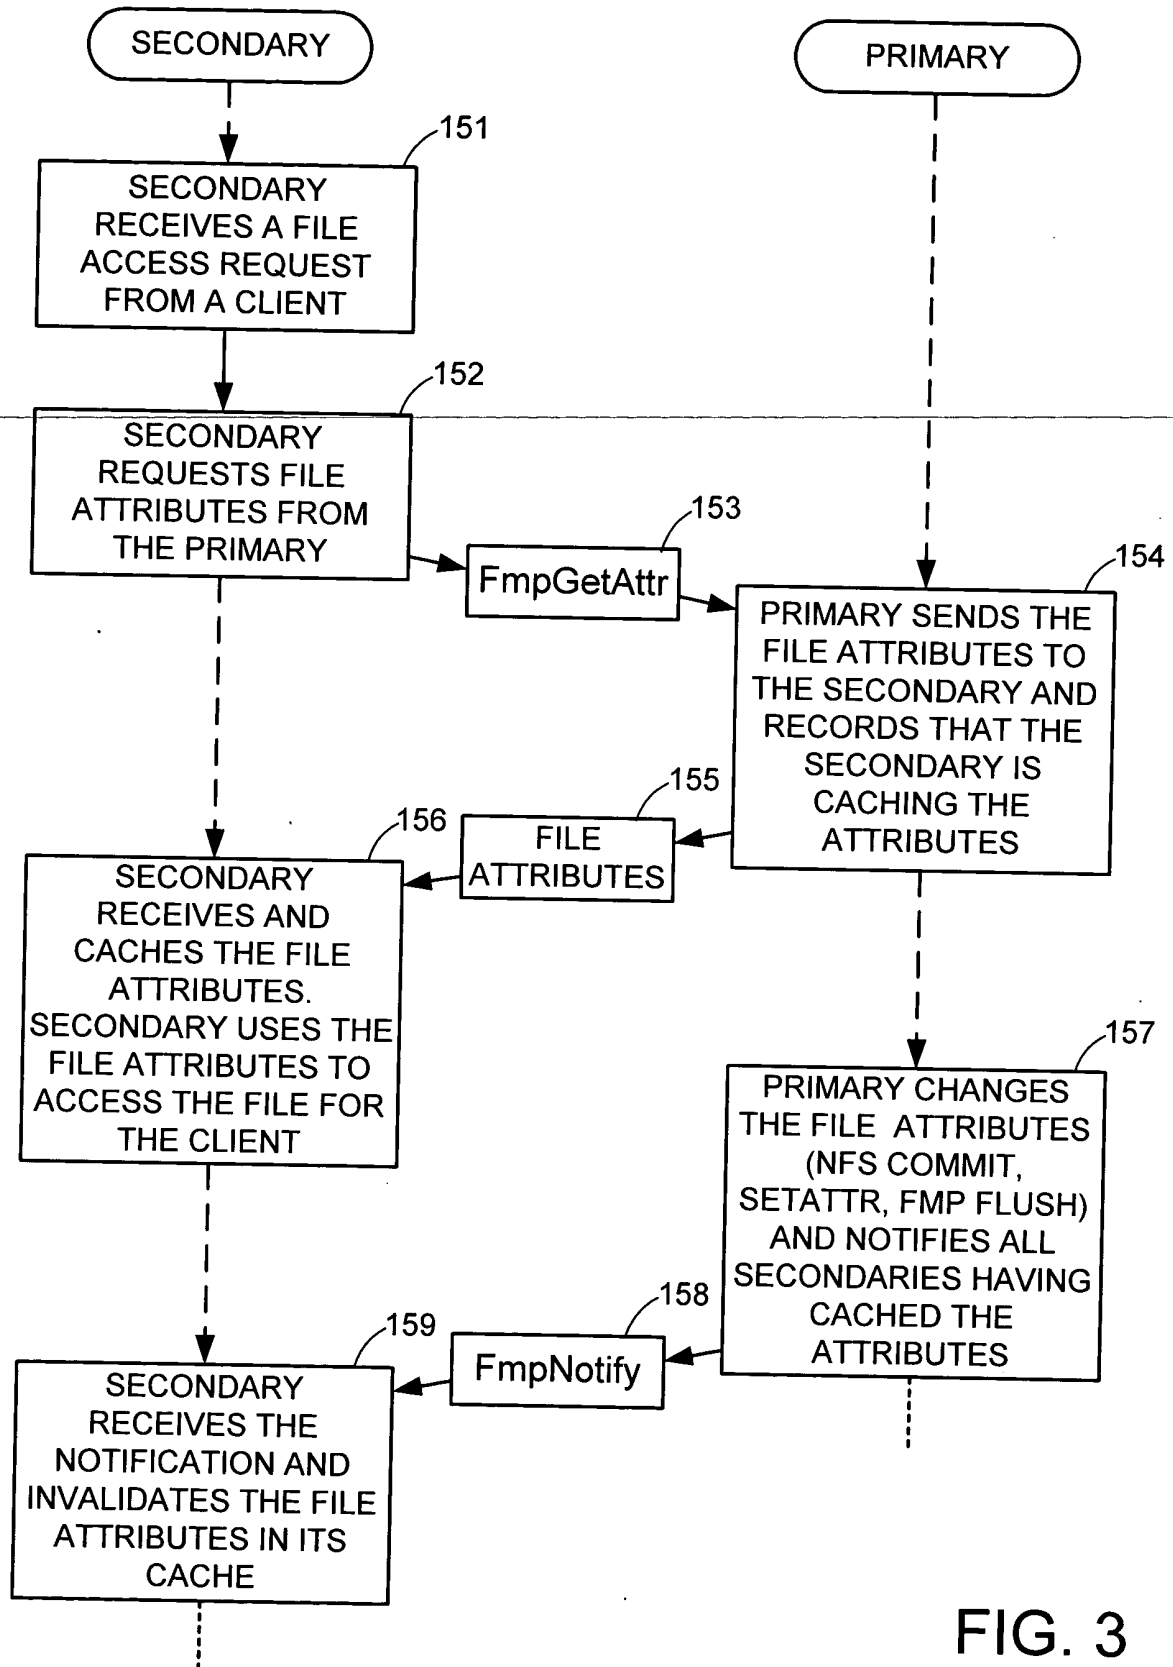 SECONDARY
PRIMARY
151
SECONDARY
RECEIVES A FILE
ACCESS REQUEST
FROM A CLIENT
152
SECONDARY
REQUESTS FILE
ATTRIBUTES FROM
THE PRIMARY
153
FmpGetAttr
154
PRIMARY SENDS THE
FILE ATTRIBUTES TO
THE SECONDARY AND
RECORDS THAT THE
SECONDARY IS
CACHING THE
ATTRIBUTES
155
FILE
ATTRIBUTES
156
SECONDARY
RECEIVES AND
CACHES THE FILE
ATTRIBUTES.
SECONDARY USES THE
FILE ATTRIBUTES TO
ACCESS THE FILE FOR
THE CLIENT
157
PRIMARY CHANGES
THE FILE ATTRIBUTES
(NFS COMMIT,
SETATTR, FMP FLUSH)
AND NOTIFIES ALL
SECONDARIES HAVING
CACHED THE
ATTRIBUTES
158
FmpNotify
159
SECONDARY
RECEIVES THE
NOTIFICATION AND
INVALIDATES THE FILE
ATTRIBUTES IN ITS
CACHE
FIG. 3